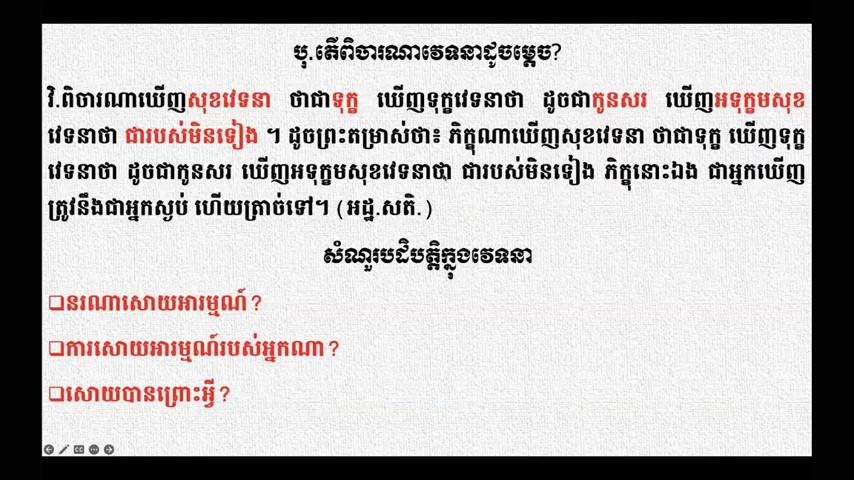 បុ.តើពិចារណាវេទនាដូចម្តេច?
វិ.ពិចារណាឃើញសុខវេទនា ថាជាទុក្ខ ឃើញទុក្ខវេទនាថា ដូចជាកូនសរ ឃើញអទុក្ខមសុខ
វេទនាថា ជារបស់មិនទៀង ។ ដូចព្រះតម្រាស់ថា៖ ភិក្ខុណាឃើញសុខវេទនា ថាជាទុក្ខ ឃើញទុក្ខ
វេទនាថា ដូចជាកូនសរ ឃើញអទុក្ខមសុខវេទនាថា ជារបស់មិនទៀង ភិក្ខុនោះឯង ជាអ្នកឃើញ
ត្រូវនឹងជាអ្នកស្ងប់ ហើយត្រាច់ទៅ។ (អដ្ឋ.សតិ.)
សំណួរបដិបត្តិក្នុងវេទនា
❑នរណាសោយអារម្មណ៍?
❑ការសោយអារម្មណ៍របស់អ្នកណា?
❑សោយបានព្រោះអ្វី?